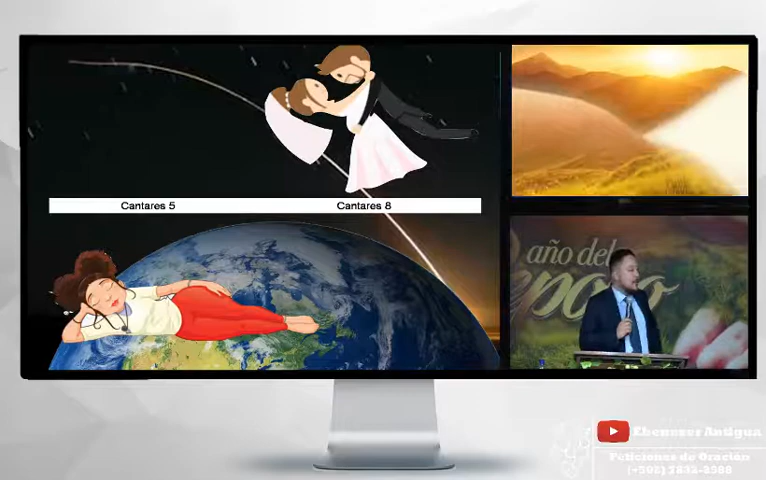 Cantares 5
Cantares 8
año del
Ebenezer Antigua
Peticiones de Oración